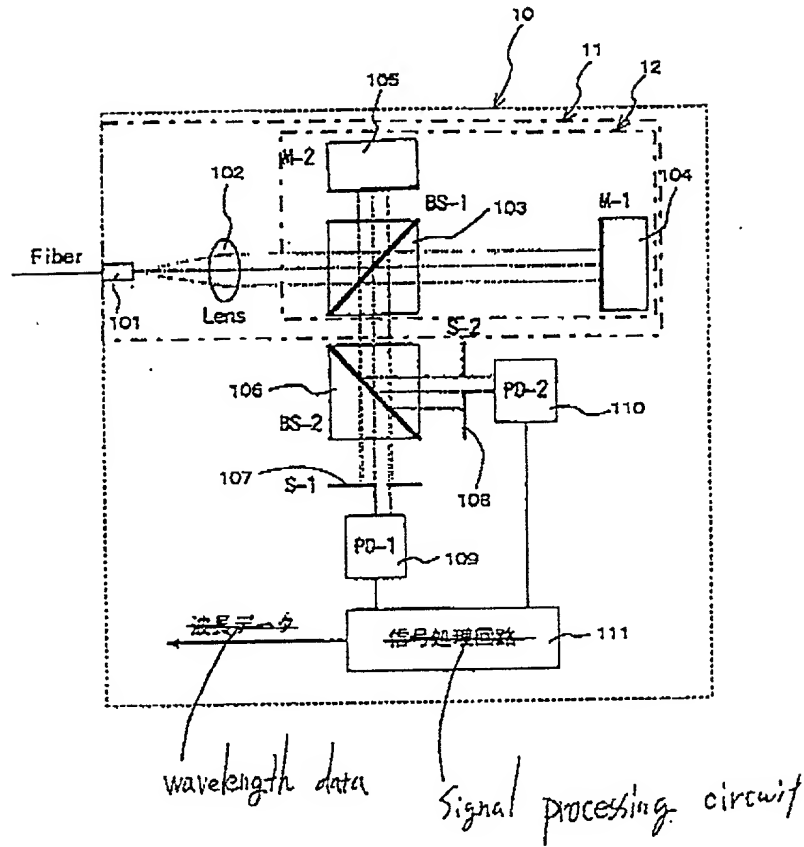 10
11
12
105
M-2
102
BS-1
103
M-1
104
Fiber
101
Lens
S-2
106
PD-2
110
BS-2
107
S-1
108
PD-1
109
波長データ
信号処理回路
111
wavelength data
Signal processing circuit